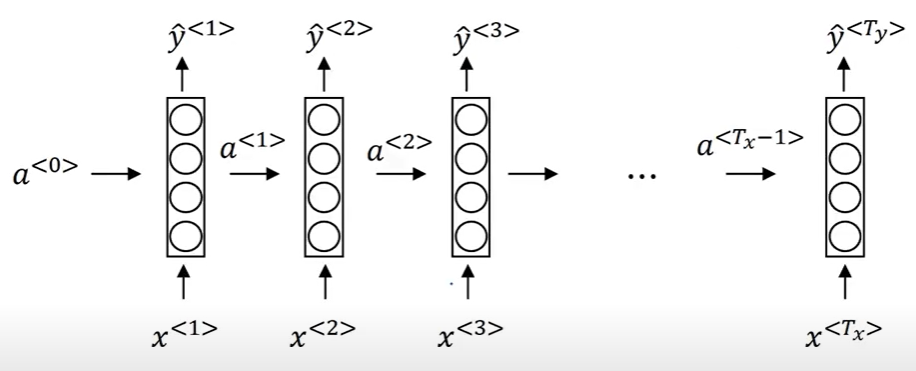 ŷ<1> ŷ<2> ŷ<3> ŷ<Ty>
a<0> a<1> a<2> ... a<Tx−1>
x<1> x<2> x<3> x<Tx>